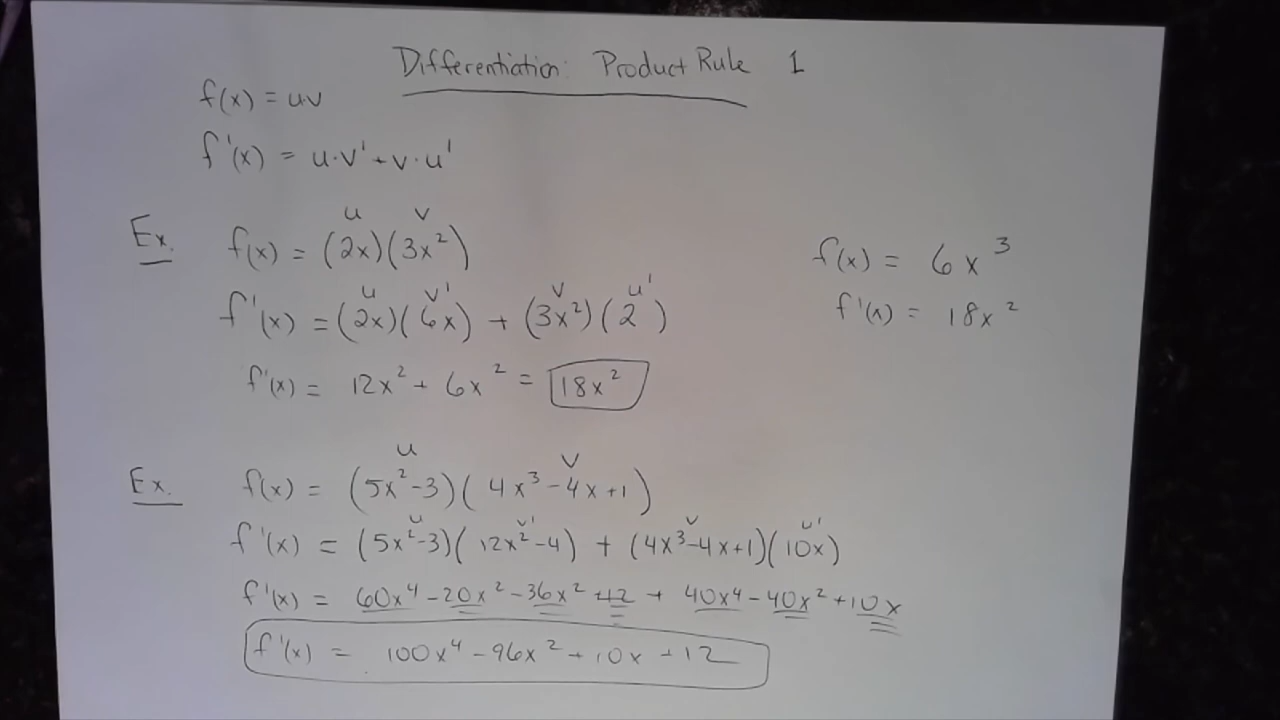 Differentiation: Product Rule 1
f(x) = u·v
f'(x) = u·v' + v·u'
u v
Ex. f(x) = (2x)(3x²)
u v' v u'
f'(x) = (2x)(6x) + (3x²)(2)
f'(x) = 12x² + 6x² = 18x²
f(x) = 6x³
f'(x) = 18x²
u v
Ex. f(x) = (5x²-3)(4x³-4x+1)
u v' v u'
f'(x) = (5x²-3)(12x²-4) + (4x³-4x+1)(10x)
f'(x) = 60x⁴ - 20x² - 36x² + 12 + 40x⁴ - 40x² + 10x
f'(x) = 100x⁴ - 96x² + 10x + 12